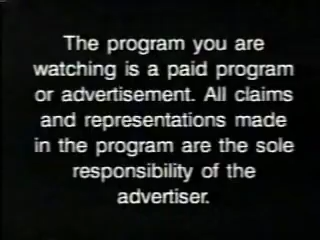 The program you are
watching is a paid program
or advertisement. All claims
and representations made
in the program are the sole
responsibility of the
advertiser.